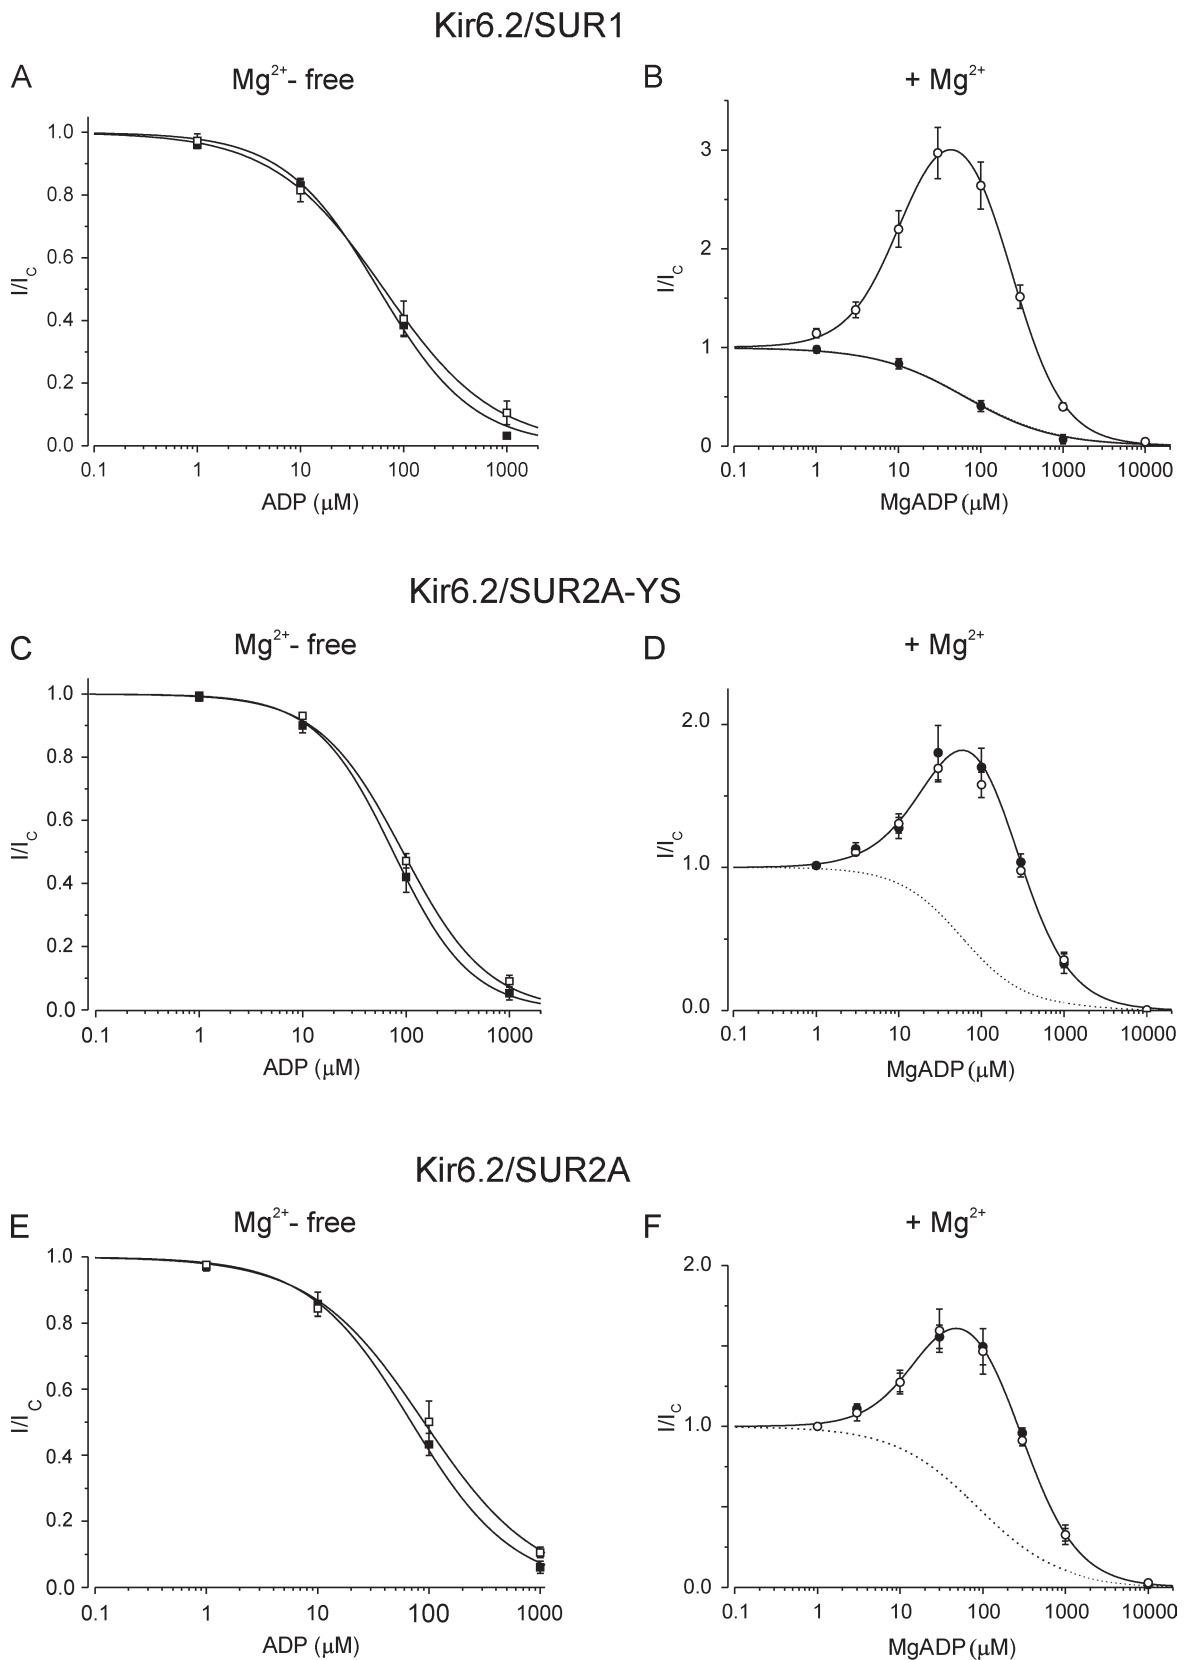 Kir6.2/SUR1
A
Mg2+- free
1.0
0.8
0.6
0.4
0.2
0.0
I/IC
0.1 1 10 100 1000
ADP (μM)
B
+ Mg2+
3
2
1
0
I/IC
0.1 1 10 100 1000 10000
MgADP (μM)
Kir6.2/SUR2A-YS
C
Mg2+- free
1.0
0.8
0.6
0.4
0.2
0.0
I/IC
0.1 1 10 100 1000
ADP (μM)
D
+ Mg2+
2.0
1.0
0.0
I/IC
0.1 1 10 100 1000 10000
MgADP (μM)
Kir6.2/SUR2A
E
Mg2+- free
1.0
0.8
0.6
0.4
0.2
0.0
I/IC
0.1 1 10 100 1000
ADP (μM)
F
+ Mg2+
2.0
1.0
0.0
I/IC
0.1 1 10 100 1000 10000
MgADP (μM)